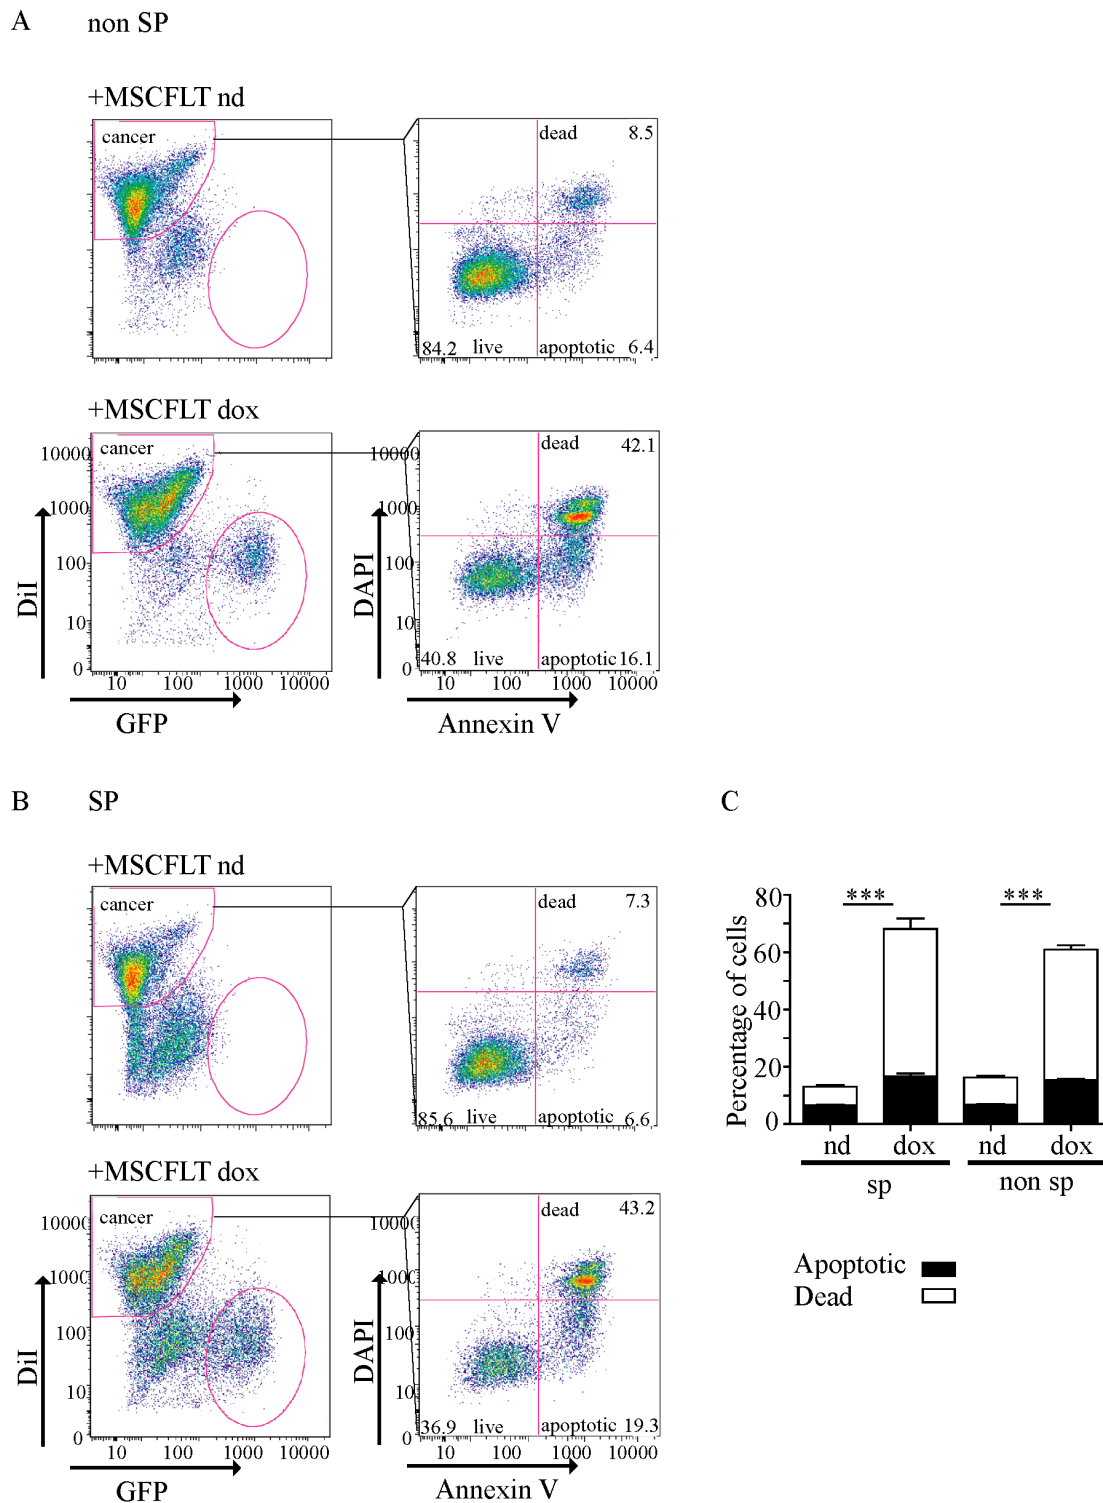 A non SP
+MSCFLT nd
cancer
dead 8.5
84.2 live apoptotic 6.4
+MSCFLT dox
cancer
10000
1000
100
10
0
DiI
10 100 1000 10000
GFP
dead 42.1
10000
1000
100
10
0
DAPI
40.8 live apoptotic 16.1
10 100 1000 10000
Annexin V
B SP
+MSCFLT nd
cancer
dead 7.3
85.6 live apoptotic 6.6
+MSCFLT dox
cancer
10000
1000
100
10
0
DiI
10 100 1000 10000
GFP
dead 43.2
10000
1000
100
10
0
DAPI
36.9 live apoptotic 19.3
10 100 1000 10000
Annexin V
C
Percentage of cells
80
60
40
20
0
*** ***
nd dox nd dox
sp non sp
Apoptotic
Dead